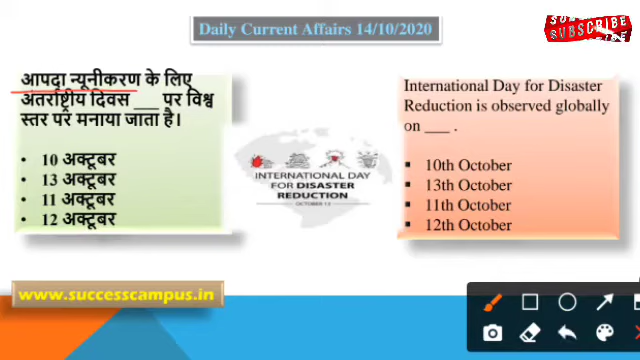 Daily Current Affairs 14/10/2020
SUBSCRIBE
आपदा न्यूनीकरण के लिए
अंतर्राष्ट्रीय दिवस ___ पर विश्व
स्तर पर मनाया जाता है।
• 10 अक्टूबर
• 13 अक्टूबर
• 11 अक्टूबर
• 12 अक्टूबर
INTERNATIONAL DAY
FOR DISASTER
REDUCTION
OCTOBER 13
International Day for Disaster
Reduction is observed globally
on ___ .
▪ 10th October
▪ 13th October
▪ 11th October
▪ 12th October
www.successcampus.in